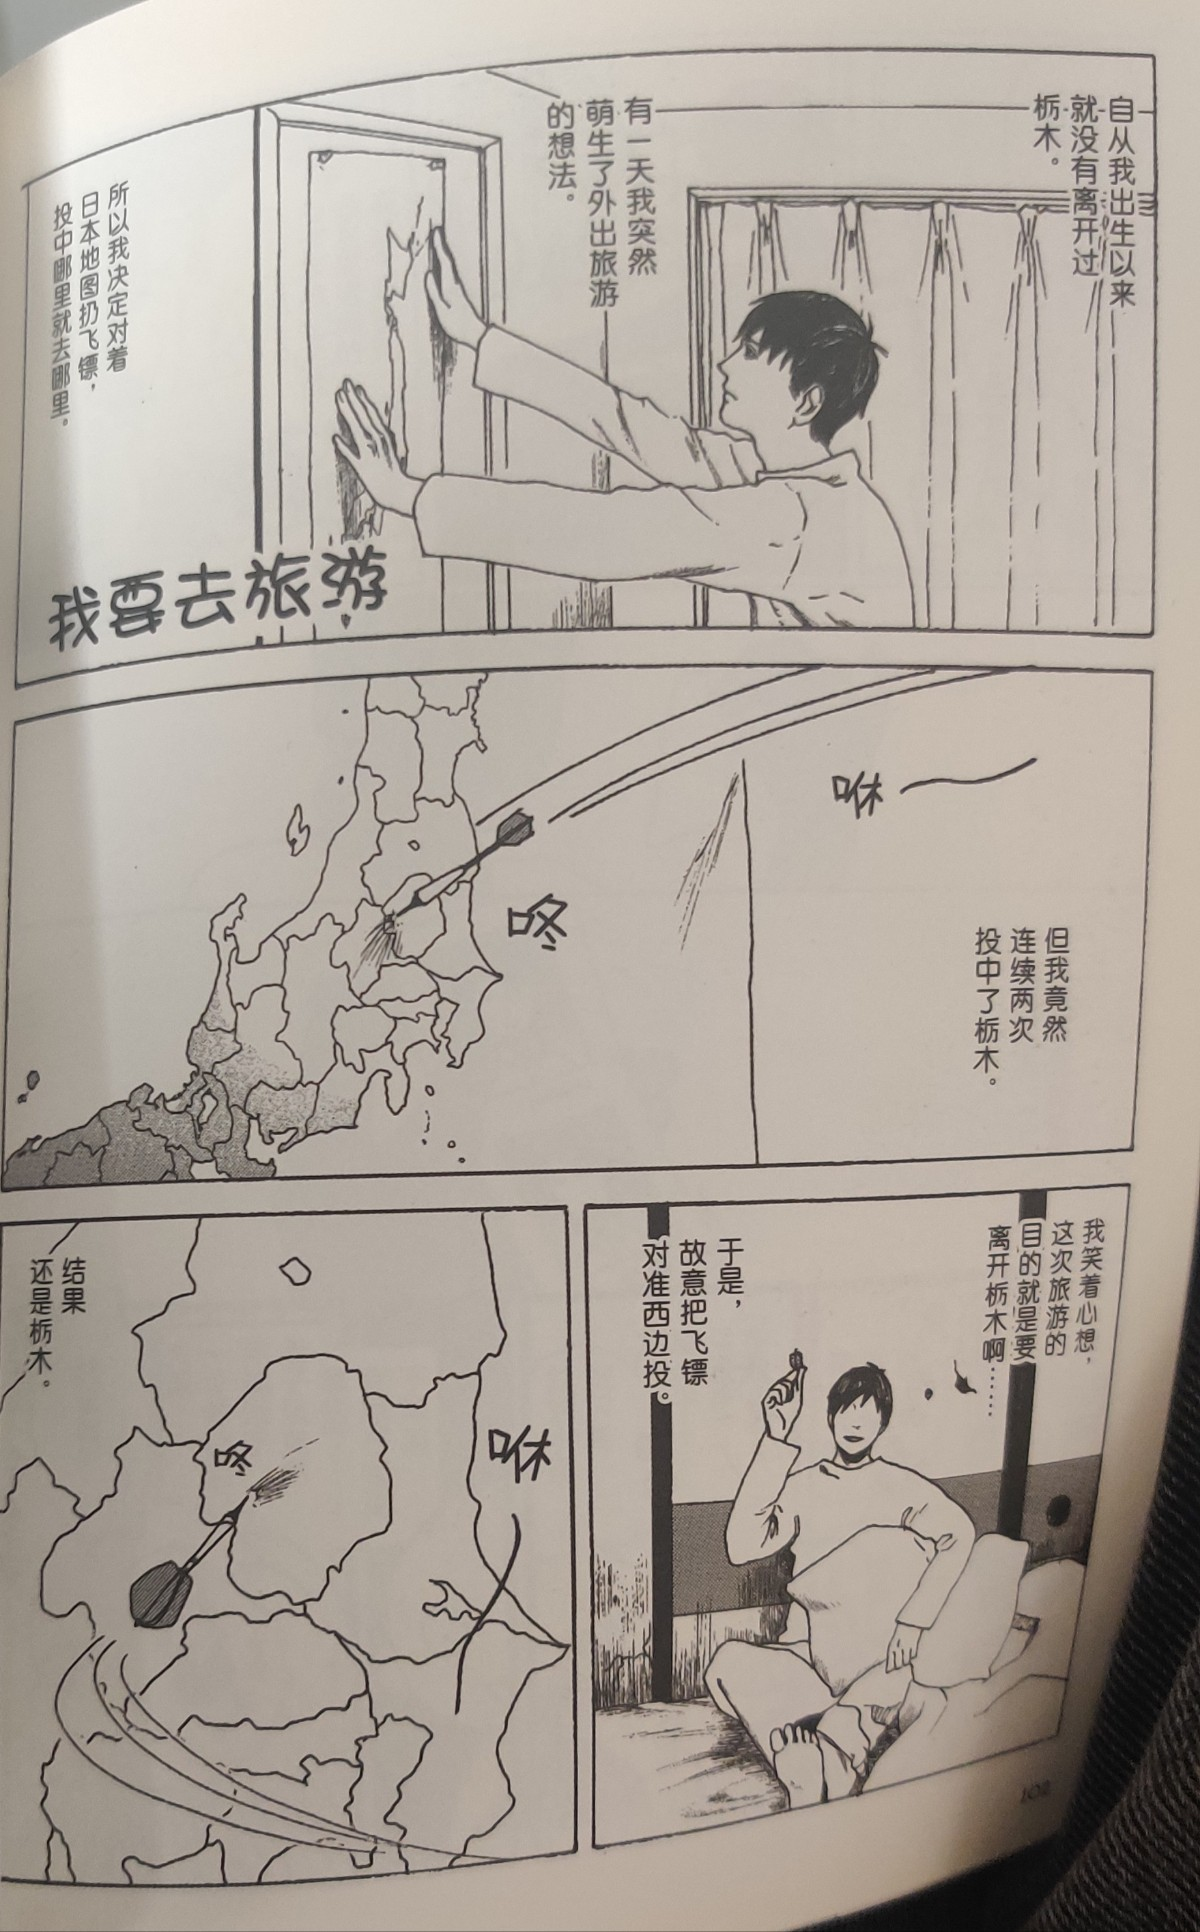 自从我出生以来
就没有离开过
栃木。
有一天我突然
萌生了外出旅游
的想法。
所以我决定对着
日本地图扔飞镖,
投中哪里就去哪里。
我要去旅游
咻
咚
但我竟然
连续两次
投中了栃木。
我笑着心想,
这次旅游的
目的就是要
离开栃木啊……
于是,
故意把飞镖
对准西边投。
咻
咚
结果
还是栃木。
102